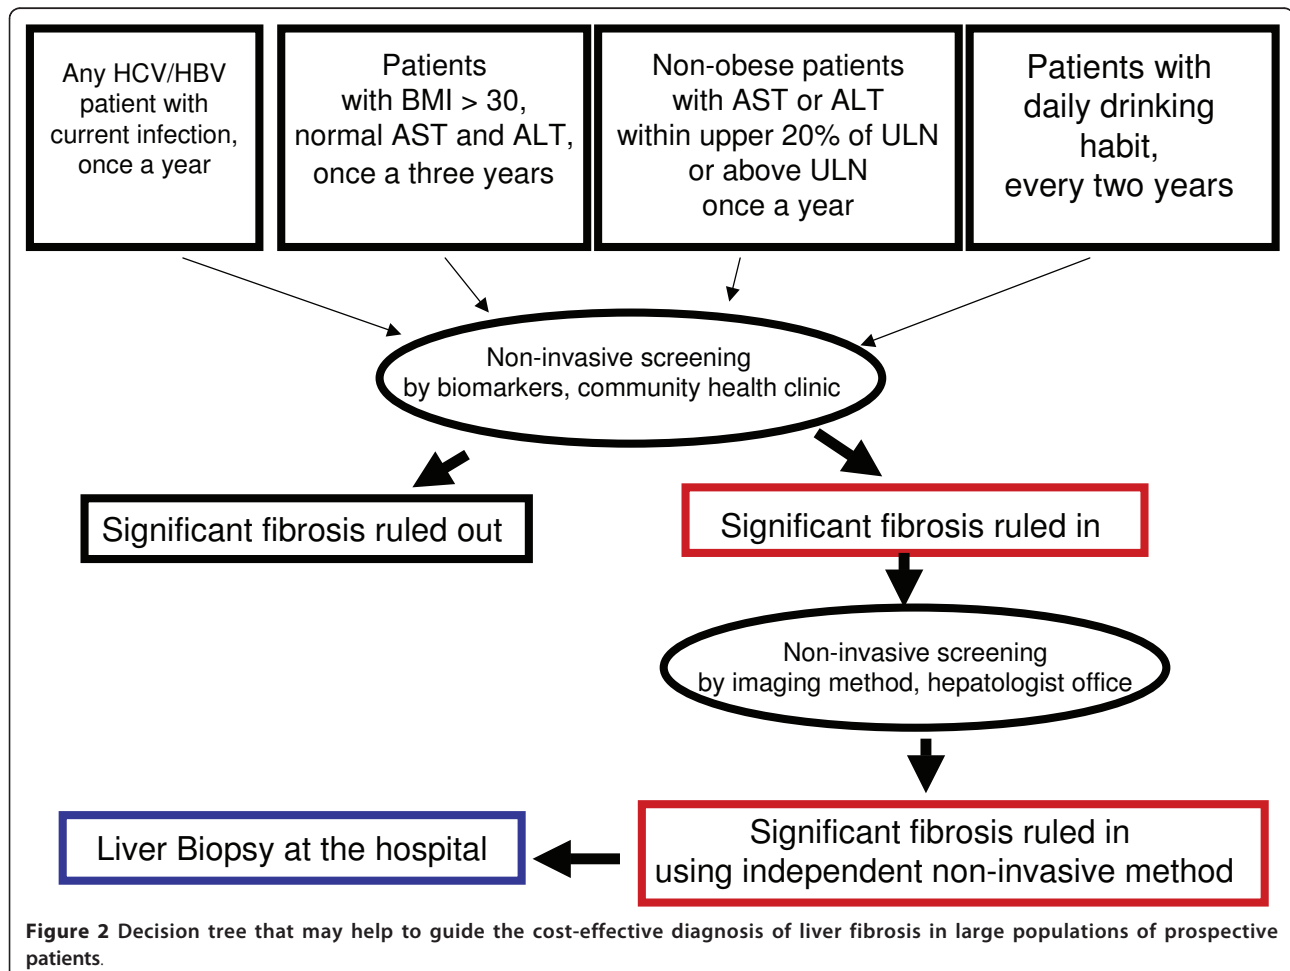 Any HCV/HBV
patient with
current infection,
once a year
Patients
with BMI > 30,
normal AST and ALT,
once a three years
Non-obese patients
with AST or ALT
within upper 20% of ULN
or above ULN
once a year
Patients with
daily drinking
habit,
every two years
Non-invasive screening
by biomarkers, community health clinic
Significant fibrosis ruled out
Significant fibrosis ruled in
Non-invasive screening
by imaging method, hepatologist office
Liver Biopsy at the hospital
Significant fibrosis ruled in
using independent non-invasive method
Figure 2 Decision tree that may help to guide the cost-effective diagnosis of liver fibrosis in large populations of prospective
patients.